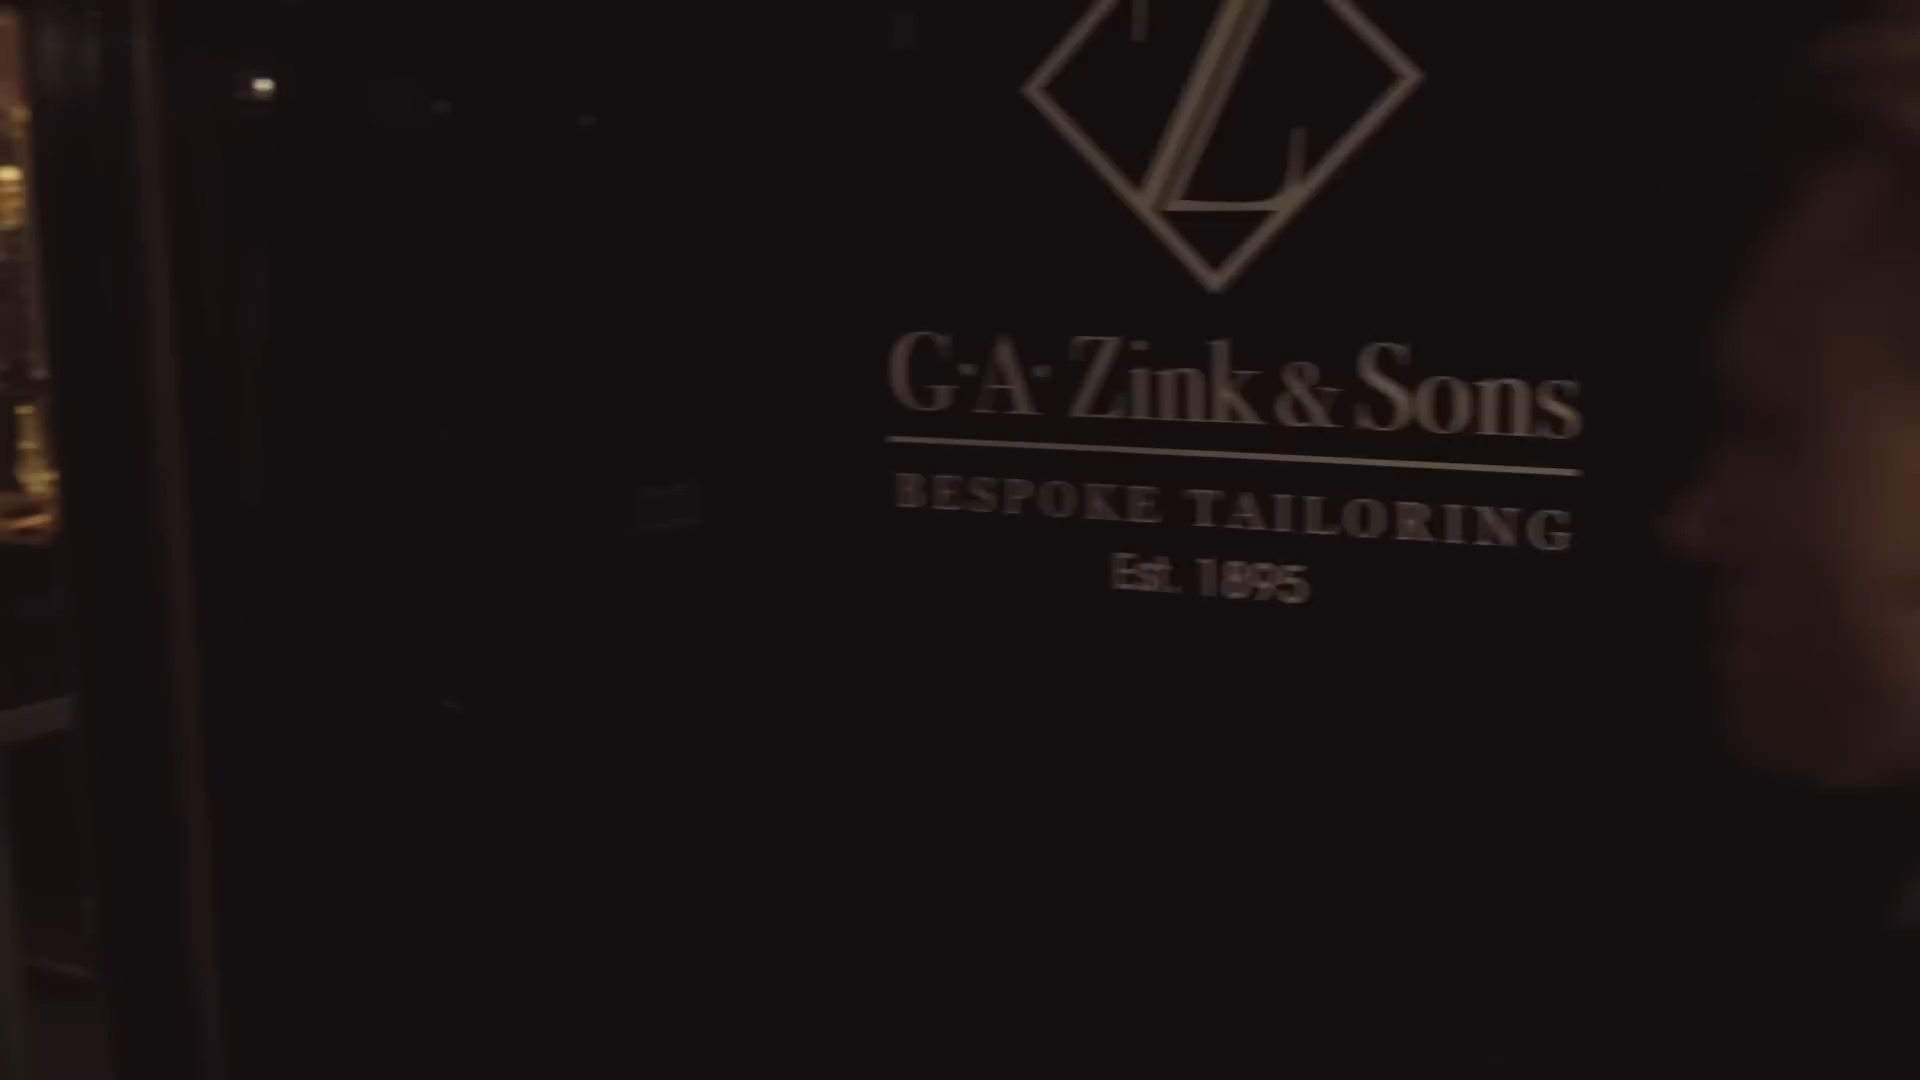 Z
G·A· Zink & Sons
BESPOKE TAILORING
Est. 1895